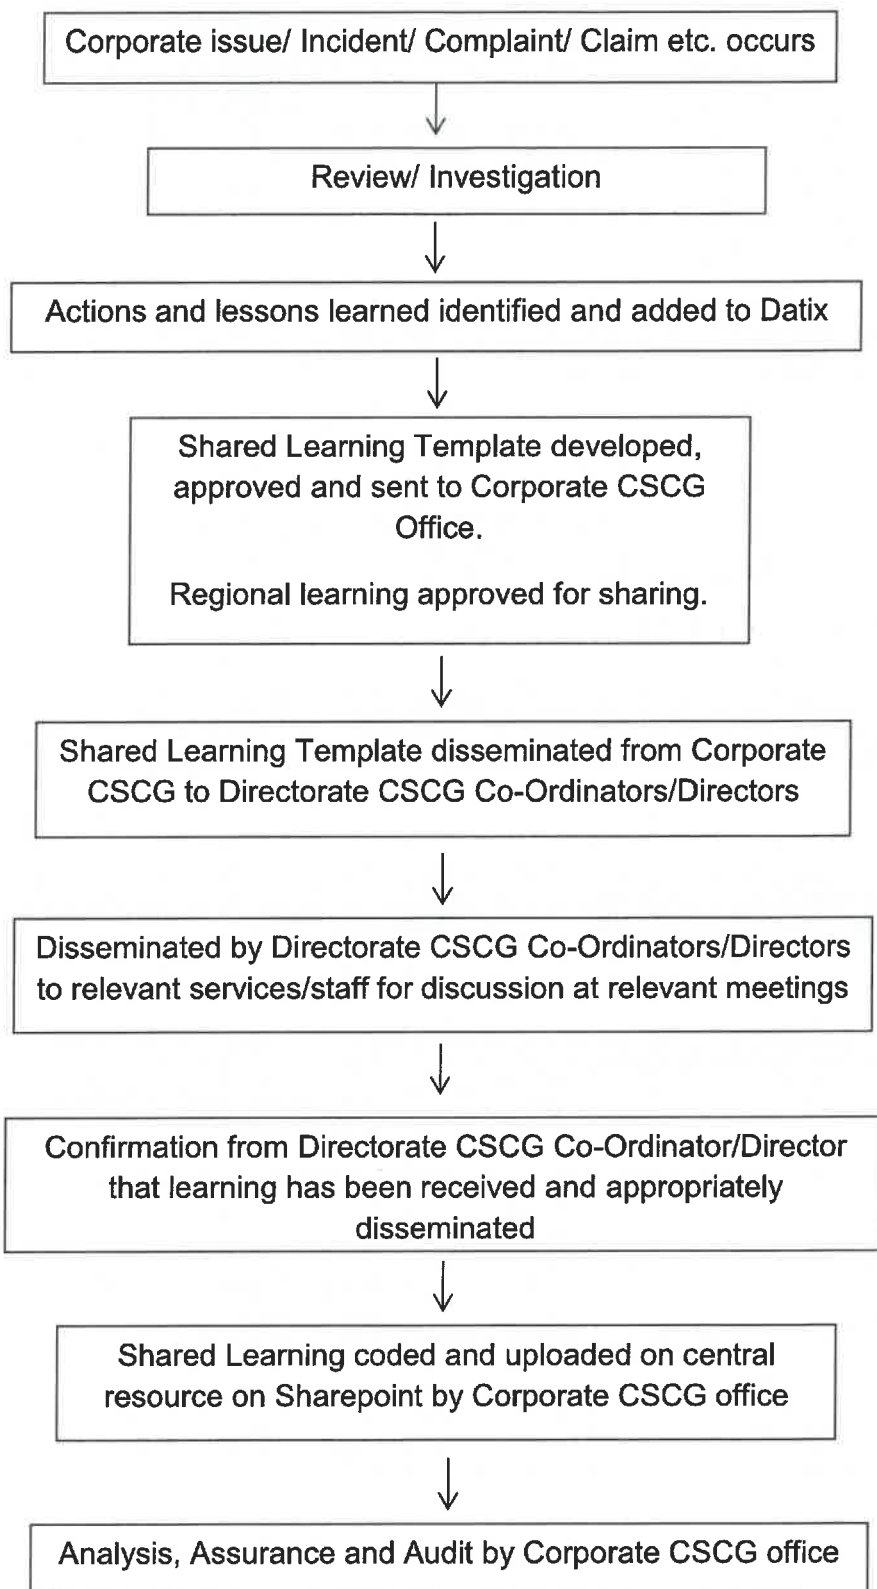 Corporate issue/ Incident/ Complaint/ Claim etc. occurs
Review/ Investigation
Actions and lessons learned identified and added to Datix
Shared Learning Template developed,
approved and sent to Corporate CSCG
Office.
Regional learning approved for sharing.
Shared Learning Template disseminated from Corporate
CSCG to Directorate CSCG Co-Ordinators/Directors
Disseminated by Directorate CSCG Co-Ordinators/Directors
to relevant services/staff for discussion at relevant meetings
Confirmation from Directorate CSCG Co-Ordinator/Director
that learning has been received and appropriately
disseminated
Shared Learning coded and uploaded on central
resource on Sharepoint by Corporate CSCG office
Analysis, Assurance and Audit by Corporate CSCG office